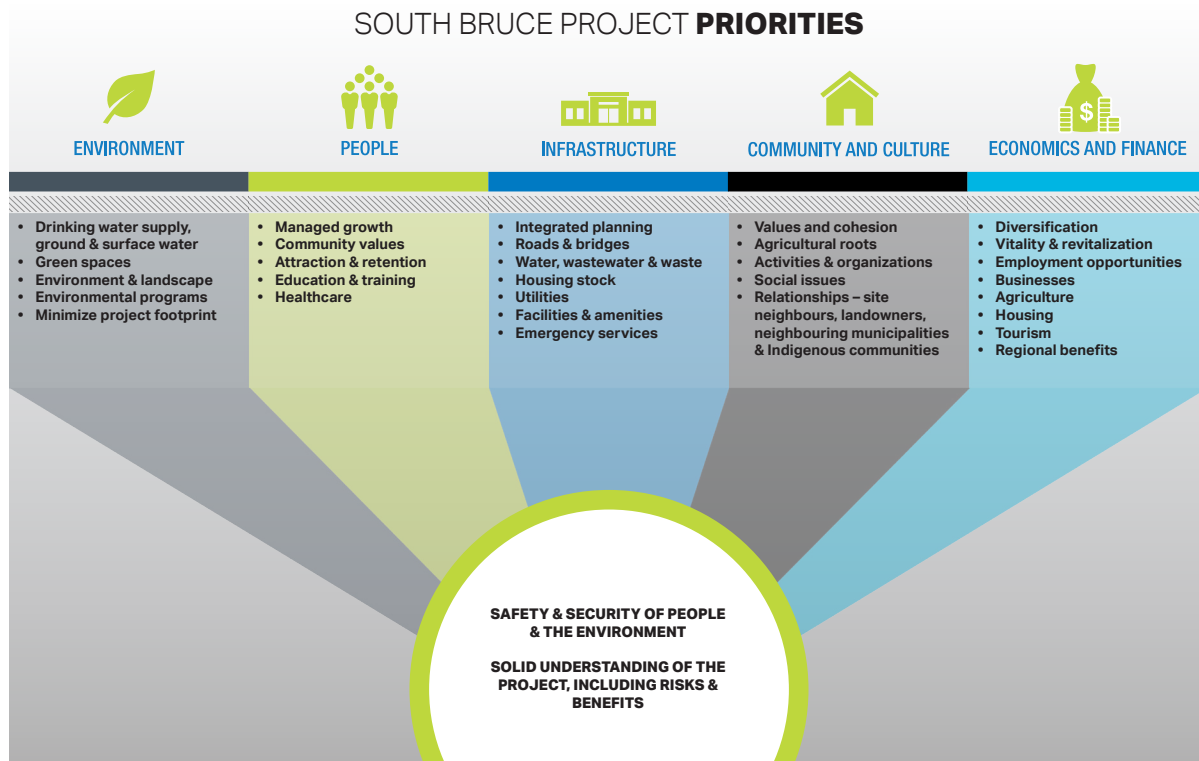 SOUTH BRUCE PROJECT PRIORITIES
$
ENVIRONMENT
• Drinking water supply,
ground & surface water
• Green spaces
• Environment & landscape
• Environmental programs
• Minimize project footprint
PEOPLE
• Managed growth
• Community values
• Attraction & retention
• Education & training
• Healthcare
INFRASTRUCTURE
• Integrated planning
• Roads & bridges
• Water, wastewater & waste
• Housing stock
• Utilities
• Facilities & amenities
• Emergency services
COMMUNITY AND CULTURE
• Values and cohesion
• Agricultural roots
• Activities & organizations
• Social issues
• Relationships – site
neighbours, landowners,
neighbouring municipalities
& Indigenous communities
ECONOMICS AND FINANCE
• Diversification
• Vitality & revitalization
• Employment opportunities
• Businesses
• Agriculture
• Housing
• Tourism
• Regional benefits
SAFETY & SECURITY OF PEOPLE
& THE ENVIRONMENT
SOLID UNDERSTANDING OF THE
PROJECT, INCLUDING RISKS &
BENEFITS